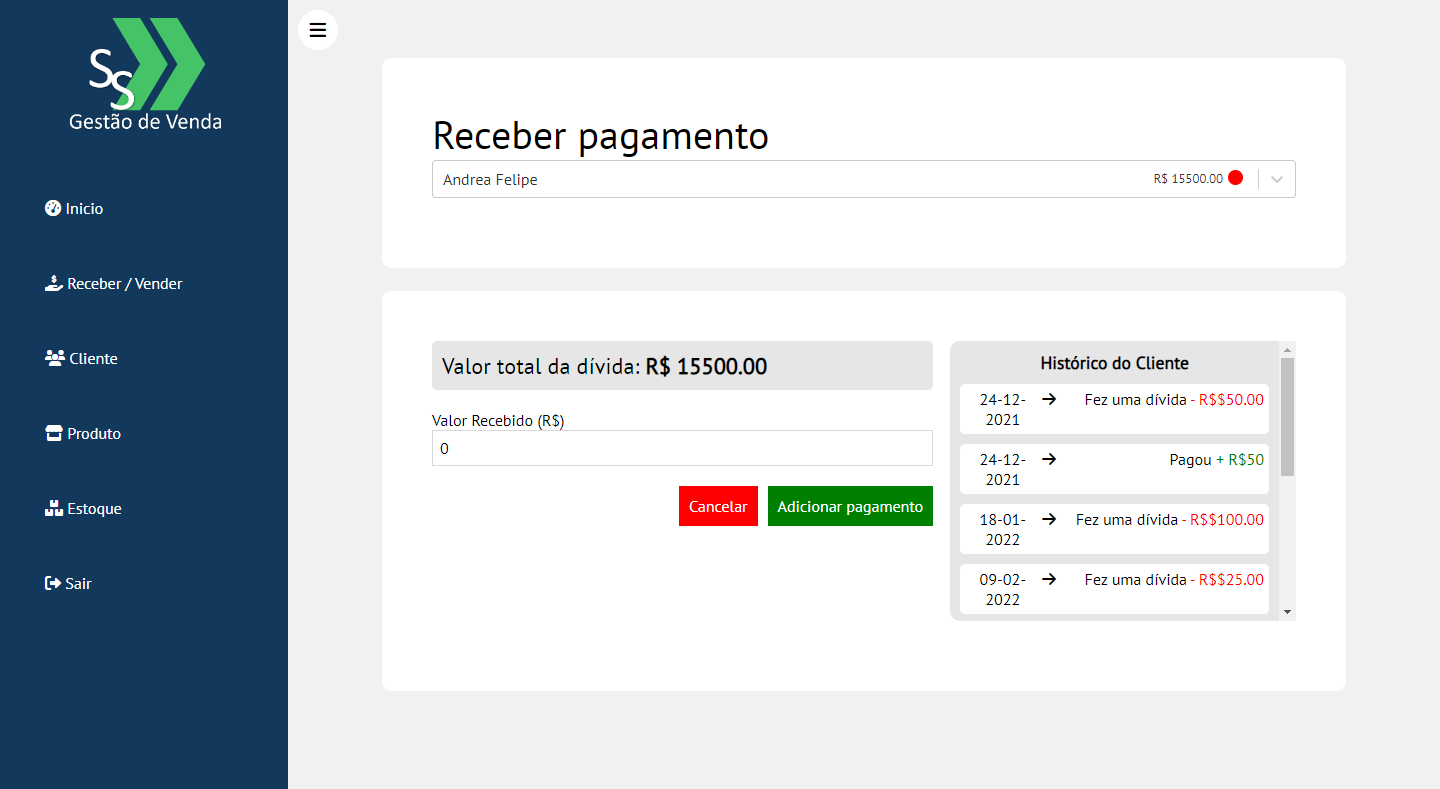 SS
Gestão de Venda
Inicio
Receber / Vender
Cliente
Produto
Estoque
Sair
Receber pagamento
Andrea Felipe
R$ 15500.00
Valor total da dívida: R$ 15500.00
Valor Recebido (R$)
0
Cancelar
Adicionar pagamento
Histórico do Cliente
24-12-
2021
Fez uma dívida - R$$50.00
24-12-
2021
Pagou + R$50
18-01-
2022
Fez uma dívida - R$$100.00
09-02-
2022
Fez uma dívida - R$$25.00